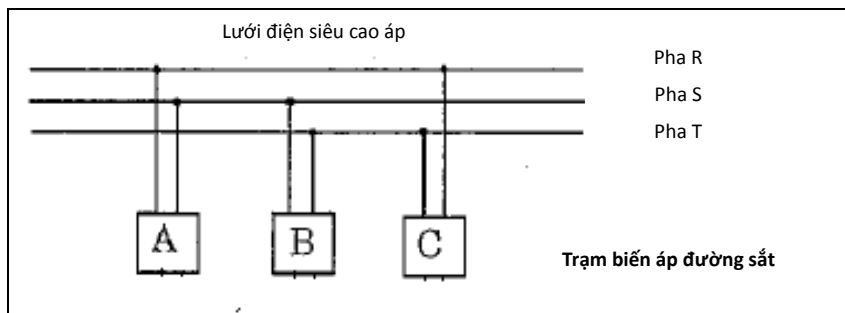 Lưới điện siêu cao áp
Pha R
Pha S
Pha T
A B C
Trạm biến áp đường sắt